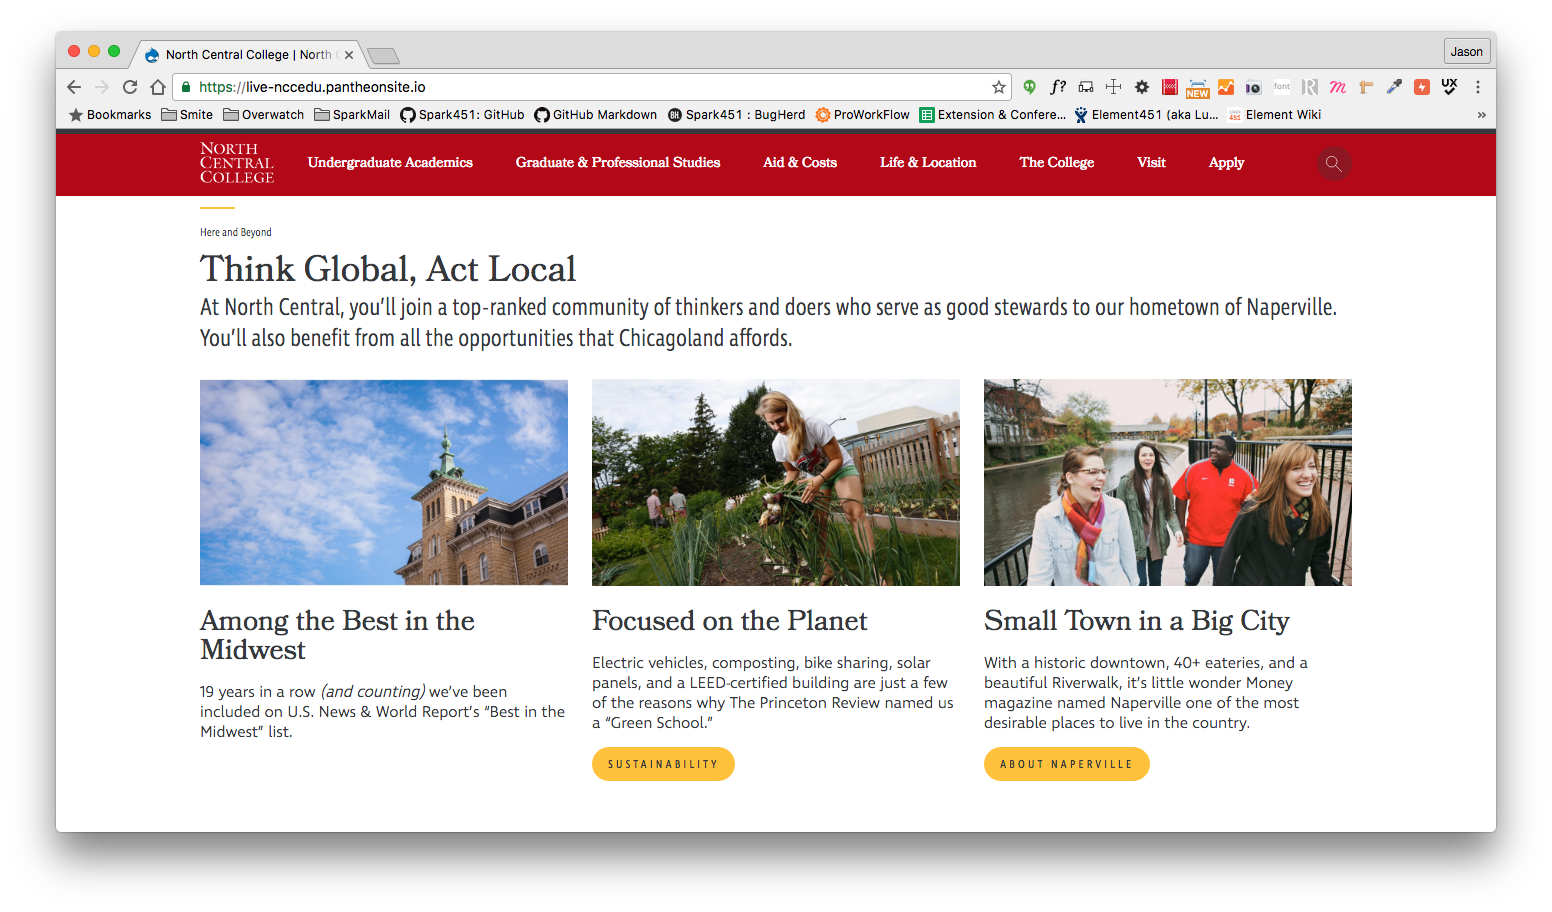 North Central College | North C
Jason
https://live-nccedu.pantheonsite.io
f?
NEW
font
R
m
UX
Bookmarks
Smite
Overwatch
SparkMail
Spark451: GitHub
GitHub Markdown
BH
Spark451 : BugHerd
ProWorkFlow
Extension & Confere...
Element451 (aka Lu...
451
Element Wiki
»
NORTH
CENTRAL
COLLEGE
Undergraduate Academics
Graduate & Professional Studies
Aid & Costs
Life & Location
The College
Visit
Apply
Here and Beyond
Think Global, Act Local
At North Central, you’ll join a top-ranked community of thinkers and doers who serve as good stewards to our hometown of Naperville.
You’ll also benefit from all the opportunities that Chicagoland affords.
Among the Best in the
Midwest
19 years in a row (and counting) we’ve been
included on U.S. News & World Report’s “Best in the
Midwest” list.
Focused on the Planet
Electric vehicles, composting, bike sharing, solar
panels, and a LEED-certified building are just a few
of the reasons why The Princeton Review named us
a “Green School.”
SUSTAINABILITY
Small Town in a Big City
With a historic downtown, 40+ eateries, and a
beautiful Riverwalk, it’s little wonder Money
magazine named Naperville one of the most
desirable places to live in the country.
ABOUT NAPERVILLE